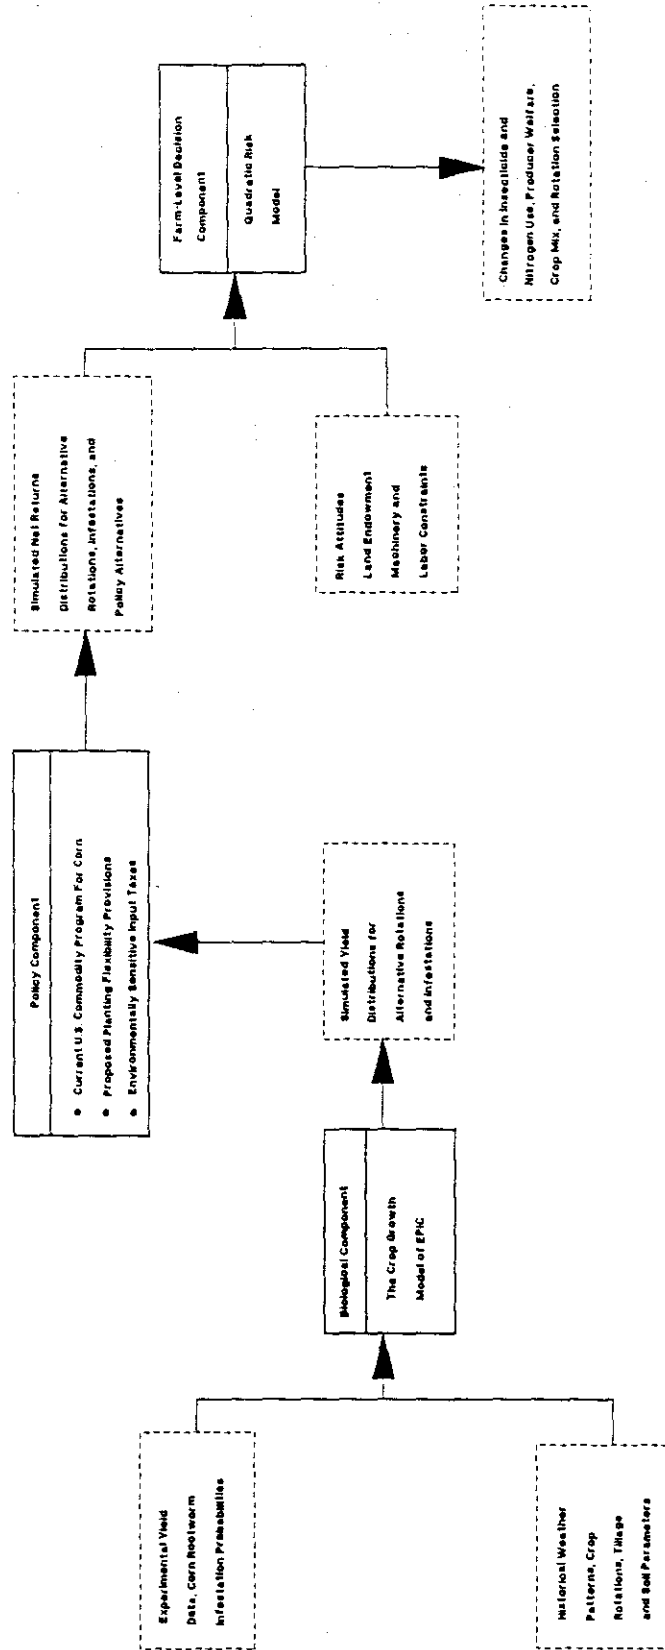 Experimental Yield
Data, Corn Rootworm
Infestation Probabilities
Historical Weather
Patterns, Crop
Rotations, Tillage
and Soil Parameters
Biological Component
The Crop Growth
Model of EPIC
Simulated Yield
Distributions for
Alternative Rotations
and Infestations
Policy Component
● Current U.S. Commodity Program For Corn
● Proposed Planting Flexibility Provisions
● Environmentally Sensitive Input Taxes
Simulated Net Returns
Distributions for Alternative
Rotations, Infestations, and
Policy Alternatives
Risk Attitudes
Land Endowment
Machinery and
Labor Constraints
Farm-Level Decision
Component
Quadratic Risk
Model
Changes in Insecticide and
Nitrogen Use, Producer Welfare,
Crop Mix, and Rotation Selection